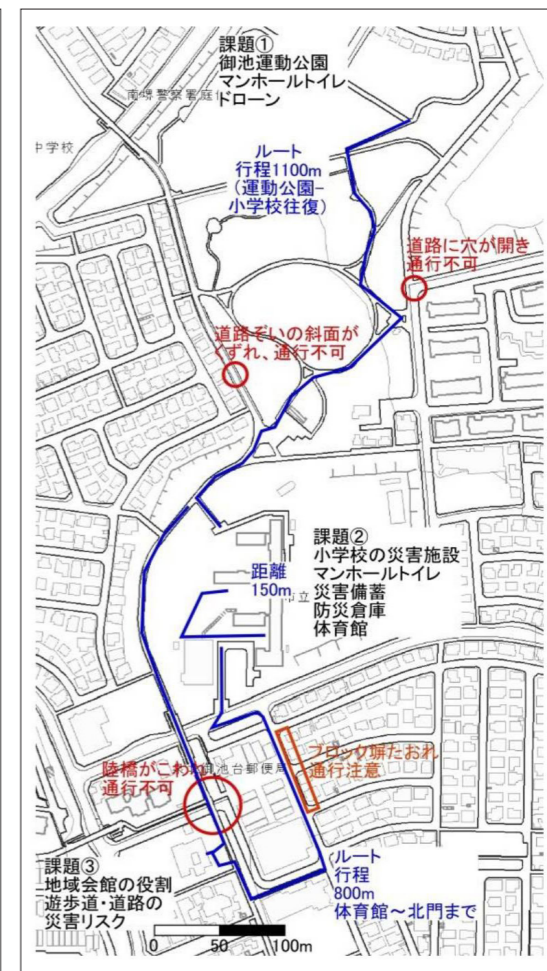 課題①
御池運動公園
マンホールトイレ
ドローン
南堺警察署庭
中学校
ルート
行程1100m
(運動公園-
小学校往復)
道路に穴が開き
通行不可
道路ぞいの斜面が
くずれ、通行不可
課題②
小学校の災害施設
マンホールトイレ
災害備蓄
防災倉庫
体育館
距離
150m
市立
ブロック塀たおれ
通行注意
陸橋がこわれ
通行不可
御池台郵便局
課題③
地域会館の役割
遊歩道・道路の
災害リスク
ルート
行程
800m
体育館～北門まで
0 50 100m